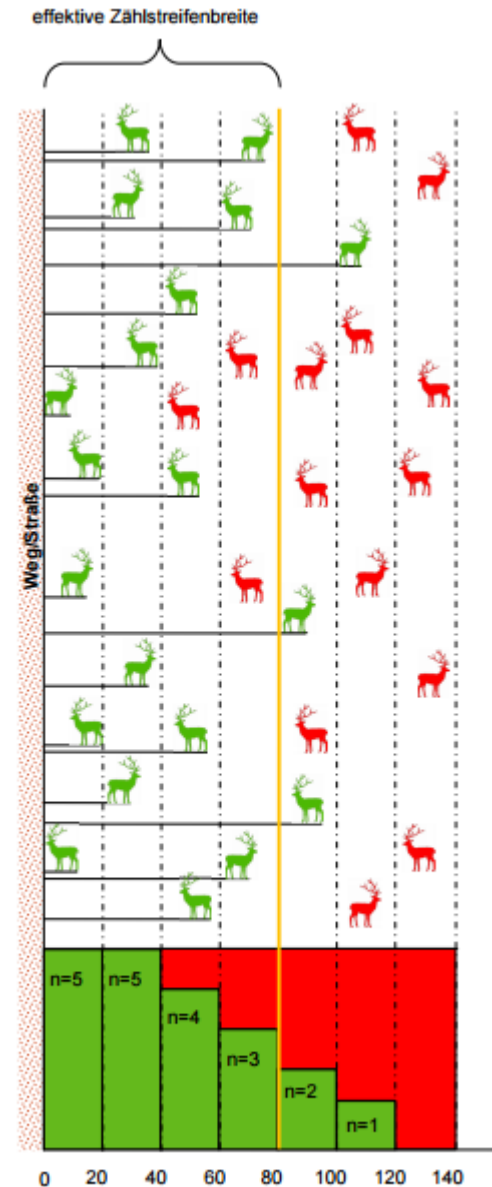 effektive Zählstreifenbreite
Weg/Straße
n=5
n=5
n=4
n=3
n=2
n=1
0 20 40 60 80 100 120 140